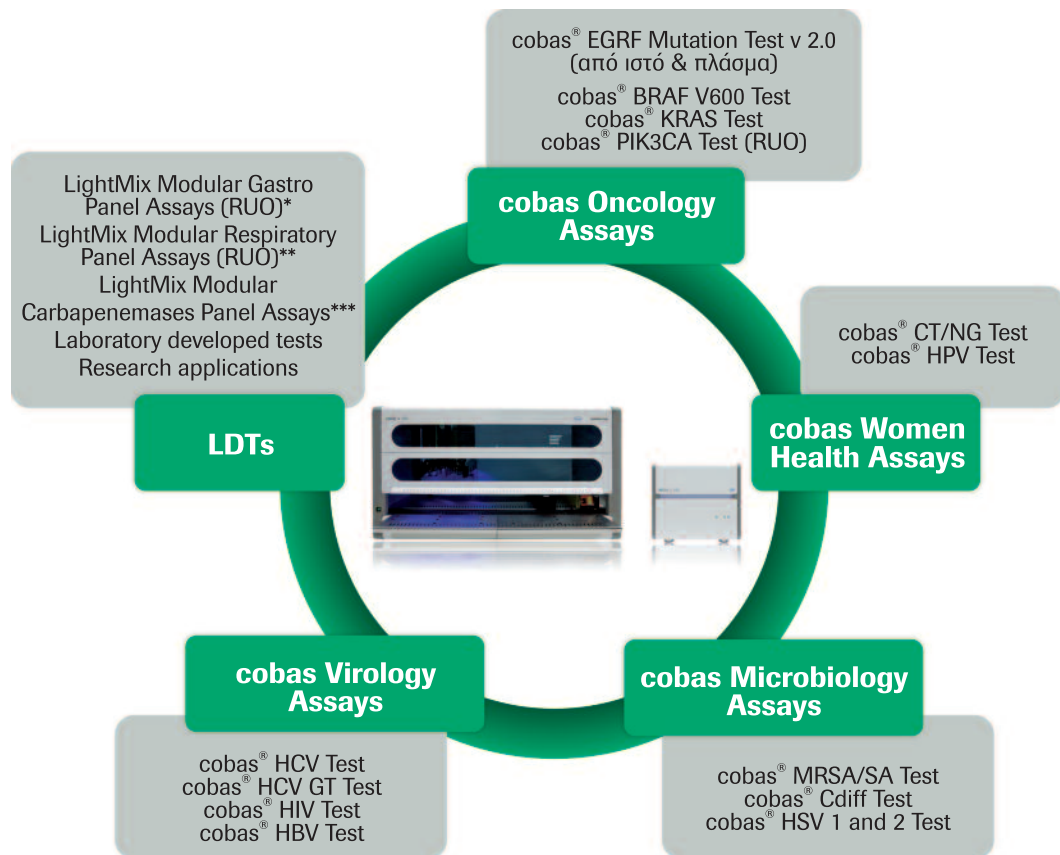 cobas® EGRF Mutation Test v 2.0
(από ιστό & πλάσμα)
cobas® BRAF V600 Test
cobas® KRAS Test
cobas® PIK3CA Test (RUO)
cobas Oncology
Assays
LightMix Modular Gastro
Panel Assays (RUO)*
LightMix Modular Respiratory
Panel Assays (RUO)**
LightMix Modular
Carbapenemases Panel Assays***
Laboratory developed tests
Research applications
LDTs
cobas® CT/NG Test
cobas® HPV Test
cobas Women
Health Assays
cobas Virology
Assays
cobas® HCV Test
cobas® HCV GT Test
cobas® HIV Test
cobas® HBV Test
cobas Microbiology
Assays
cobas® MRSA/SA Test
cobas® Cdiff Test
cobas® HSV 1 and 2 Test